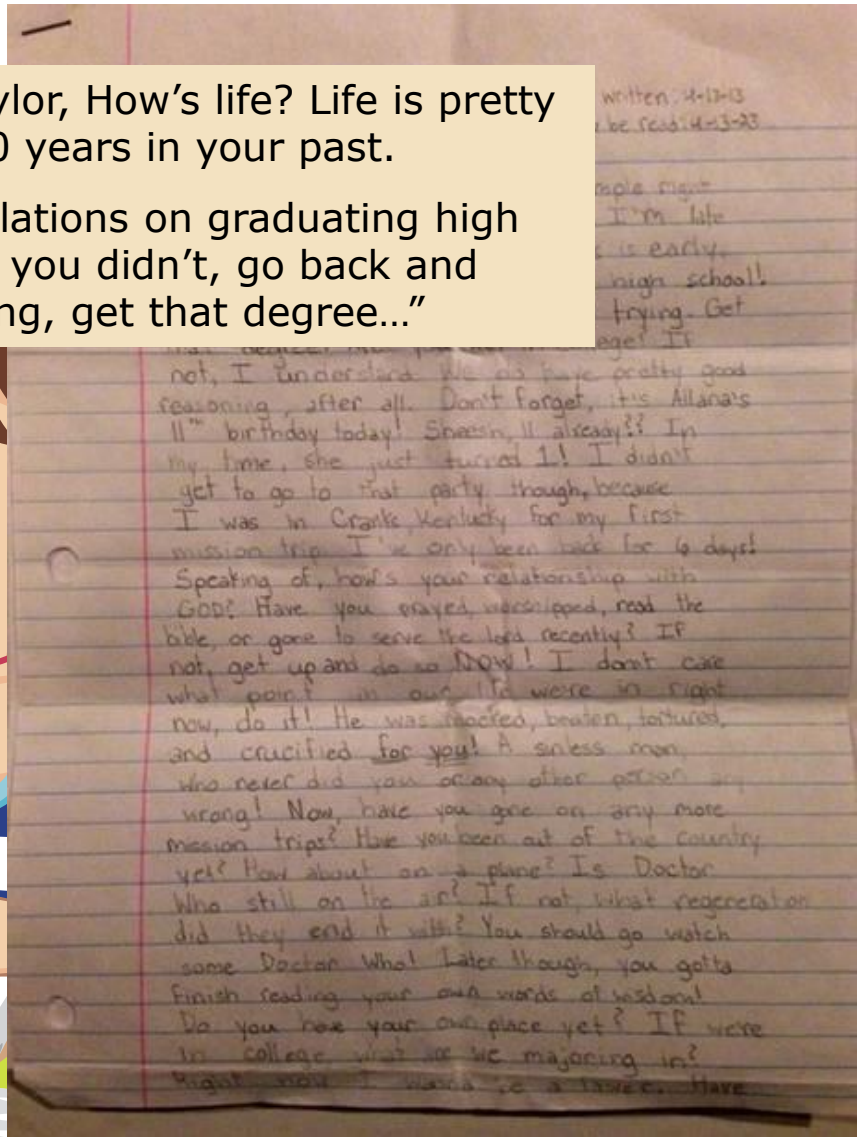 ylor, How’s life? Life is pretty
0 years in your past.
lations on graduating high
you didn’t, go back and
ng, get that degree…”
written: 4-13-13
be read: 4-13-23
mple right
I'm late
is early,
high school!
trying. Get
If
not, I understand. We do have pretty good
reasoning, after all. Don't forget, it's Allana's
11th birthday today! Sheesh, 11 already?? In
my time, she just turned 1! I didn't
get to go to that party though, because
I was in Cranks, Kentucky for my first
mission trip. I've only been back for 6 days!
Speaking of, how's your relationship with
GOD? Have you prayed, worshipped, read the
bible, or gone to serve the lord recently? If
not, get up and do so NOW! I don't care
what point in our life we're in right
now, do it! He was mocked, beaten, tortured,
and crucified for you! A sinless man,
who never did you or any other person any
wrong! Now, have you gone on any more
mission trips? Have you been out of the country
yet? How about on a plane? Is Doctor
Who still on the air? If not, what regeneration
did they end it with? You should go watch
some Doctor Who! Later though, you gotta
finish reading your own words of wisdom!
Do you have your own place yet? If we're
in college, what are we majoring in?
Right now I wanna be a lawer. Have